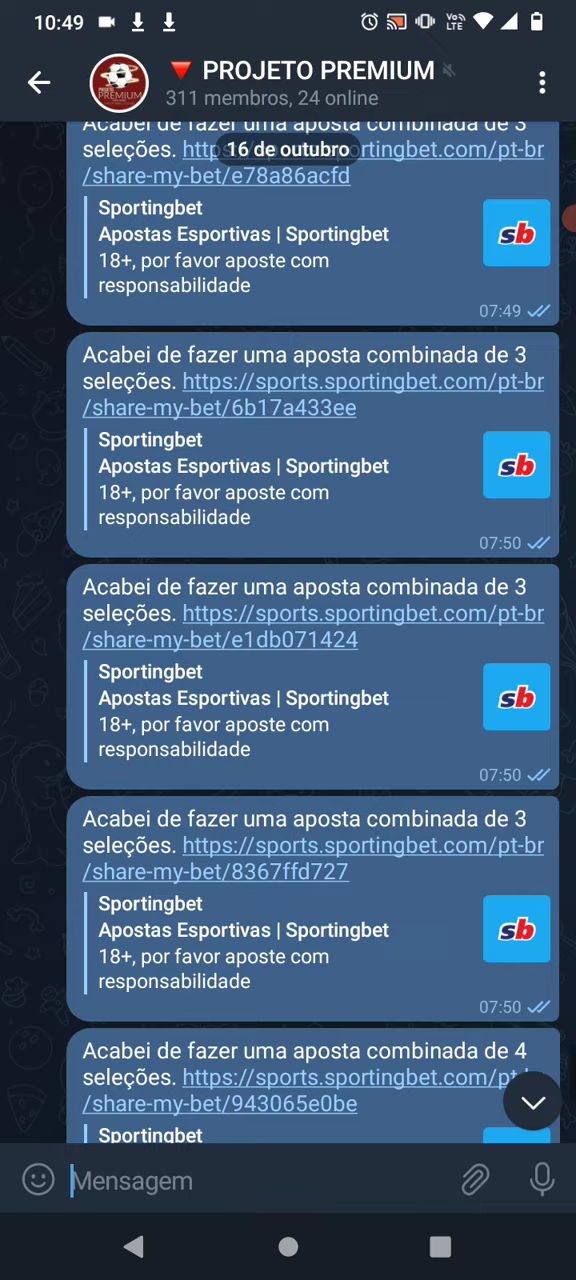 10:49
VoLTE
PROJETO PREMIUM
311 membros, 24 online
Acabei de fazer uma aposta combinada de 3
16 de outubro
seleções. https://sports.sportingbet.com/pt-br
/share-my-bet/e78a86acfd
Sportingbet
Apostas Esportivas | Sportingbet
sb
18+, por favor aposte com
responsabilidade
07:49
Acabei de fazer uma aposta combinada de 3
seleções. https://sports.sportingbet.com/pt-br
/share-my-bet/6b17a433ee
Sportingbet
Apostas Esportivas | Sportingbet
sb
18+, por favor aposte com
responsabilidade
07:50
Acabei de fazer uma aposta combinada de 3
seleções. https://sports.sportingbet.com/pt-br
/share-my-bet/e1db071424
Sportingbet
Apostas Esportivas | Sportingbet
sb
18+, por favor aposte com
responsabilidade
07:50
Acabei de fazer uma aposta combinada de 3
seleções. https://sports.sportingbet.com/pt-br
/share-my-bet/8367ffd727
Sportingbet
Apostas Esportivas | Sportingbet
sb
18+, por favor aposte com
responsabilidade
07:50
Acabei de fazer uma aposta combinada de 4
seleções. https://sports.sportingbet.com/pt-br
/share-my-bet/943065e0be
Sportingbet
Mensagem